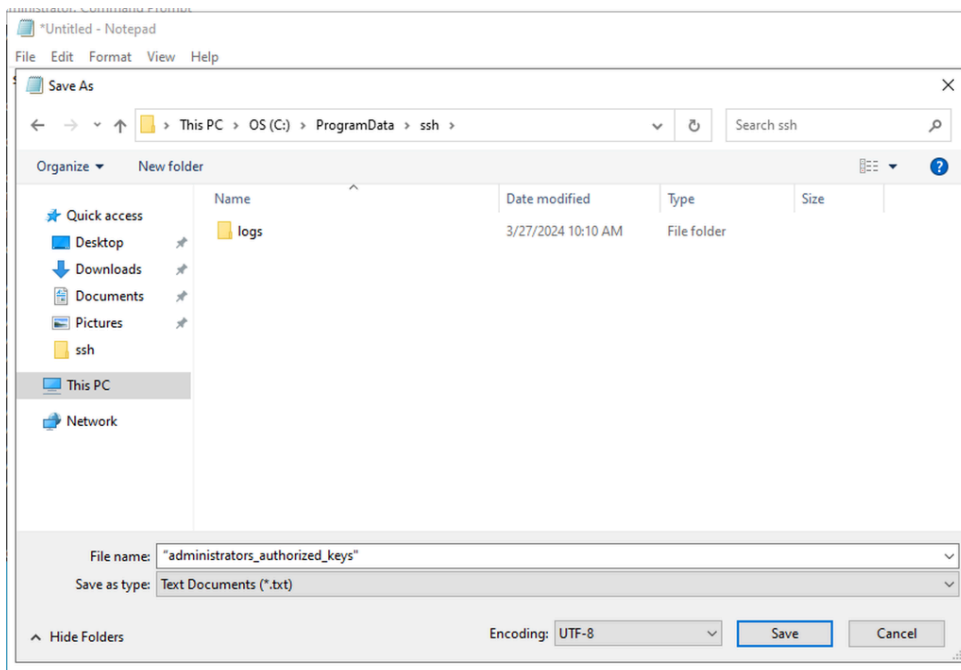 Administrator: Command Prompt
*Untitled - Notepad
File Edit Format View Help
Save As
This PC > OS (C:) > ProgramData > ssh >
Search ssh
Organize New folder
Name Date modified Type Size
Quick access
Desktop
Downloads
Documents
Pictures
ssh
This PC
Network
logs 3/27/2024 10:10 AM File folder
File name: "administrators_authorized_keys"
Save as type: Text Documents (*.txt)
Hide Folders
Encoding: UTF-8
Save
Cancel